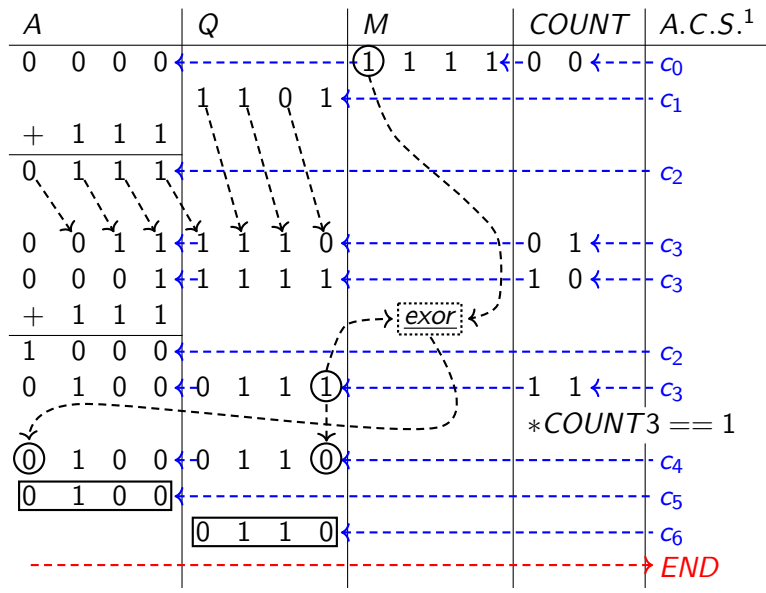 A Q M COUNT A.C.S.¹
0 0 0 0 1 1 1 1 0 0 c₀
1 1 0 1 c₁
+ 1 1 1
0 1 1 1 c₂
0 0 1 1 1 1 1 0 0 1 c₃
0 0 0 1 1 1 1 1 1 0 c₃
+ 1 1 1 exor
1 0 0 0 c₂
0 1 0 0 0 1 1 1 1 1 c₃
*COUNT3 == 1
0 1 0 0 0 1 1 0 c₄
0 1 0 0 c₅
0 1 1 0 c₆
END